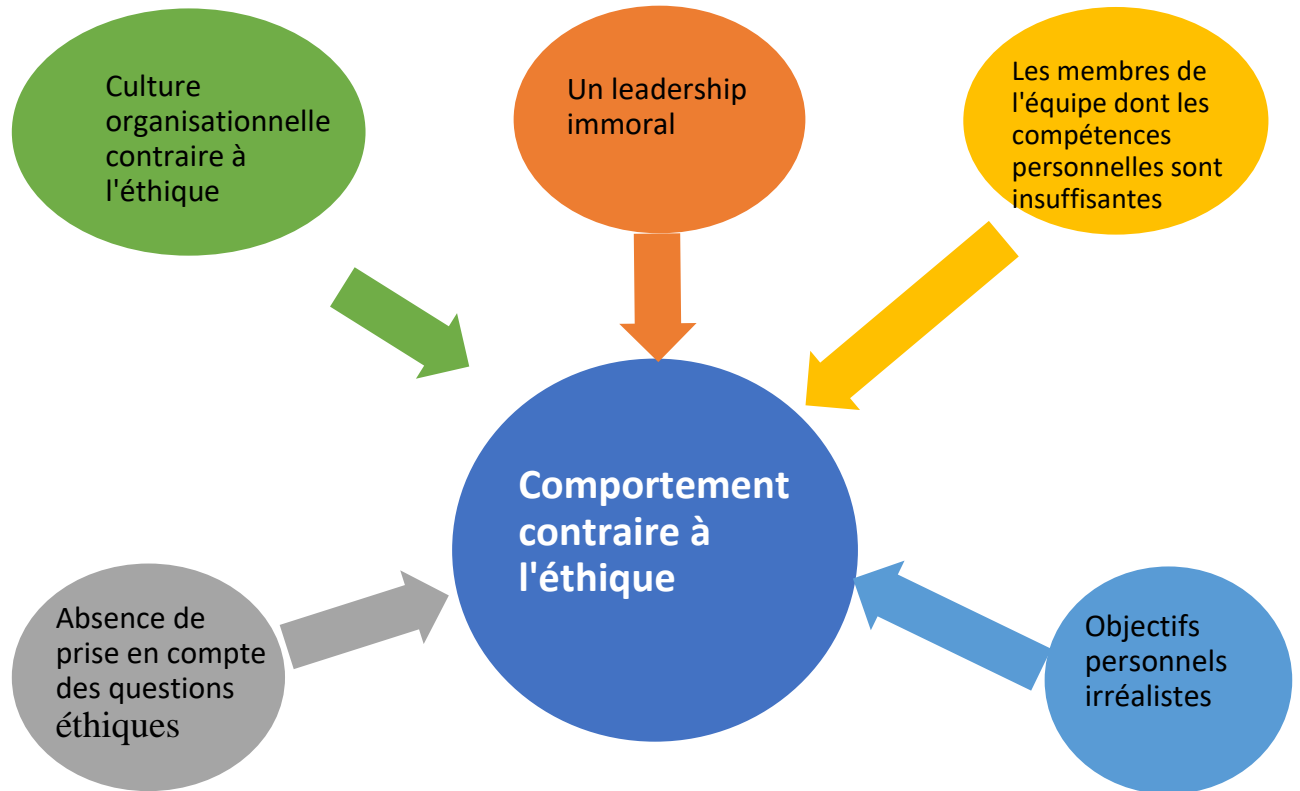 Culture
organisationnelle
contraire à
l'éthique
Un leadership
immoral
Les membres de
l'équipe dont les
compétences
personnelles sont
insuffisantes
Comportement
contraire à
l'éthique
Absence de
prise en compte
des questions
éthiques
Objectifs
personnels
irréalistes